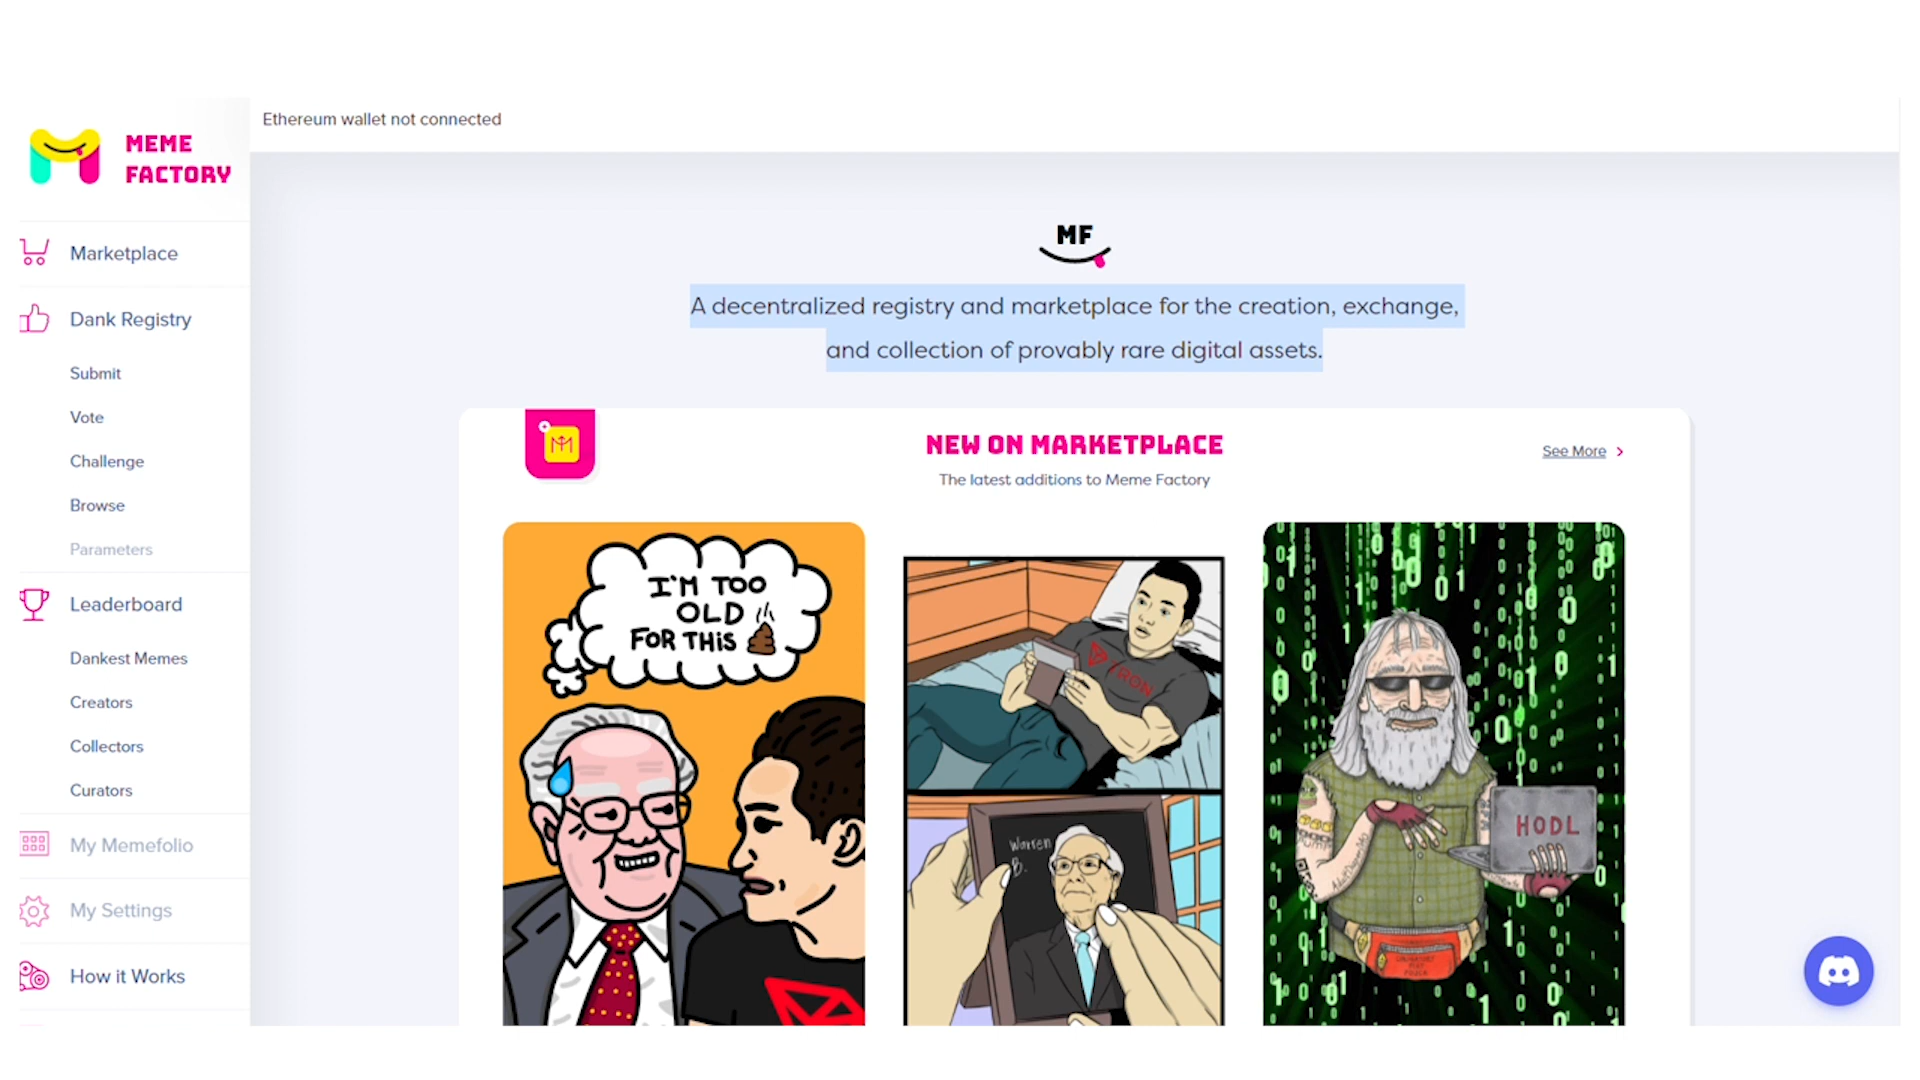 MEME
FACTORY
Marketplace
Dank Registry
Submit
Vote
Challenge
Browse
Parameters
Leaderboard
Dankest Memes
Creators
Collectors
Curators
My Memefolio
My Settings
How it Works
Ethereum wallet not connected
MF
A decentralized registry and marketplace for the creation, exchange,
and collection of provably rare digital assets.
NEW ON MARKETPLACE
See More
The latest additions to Meme Factory
I'M TOO
OLD
FOR THiS
TRON
Warren
B.
HODL